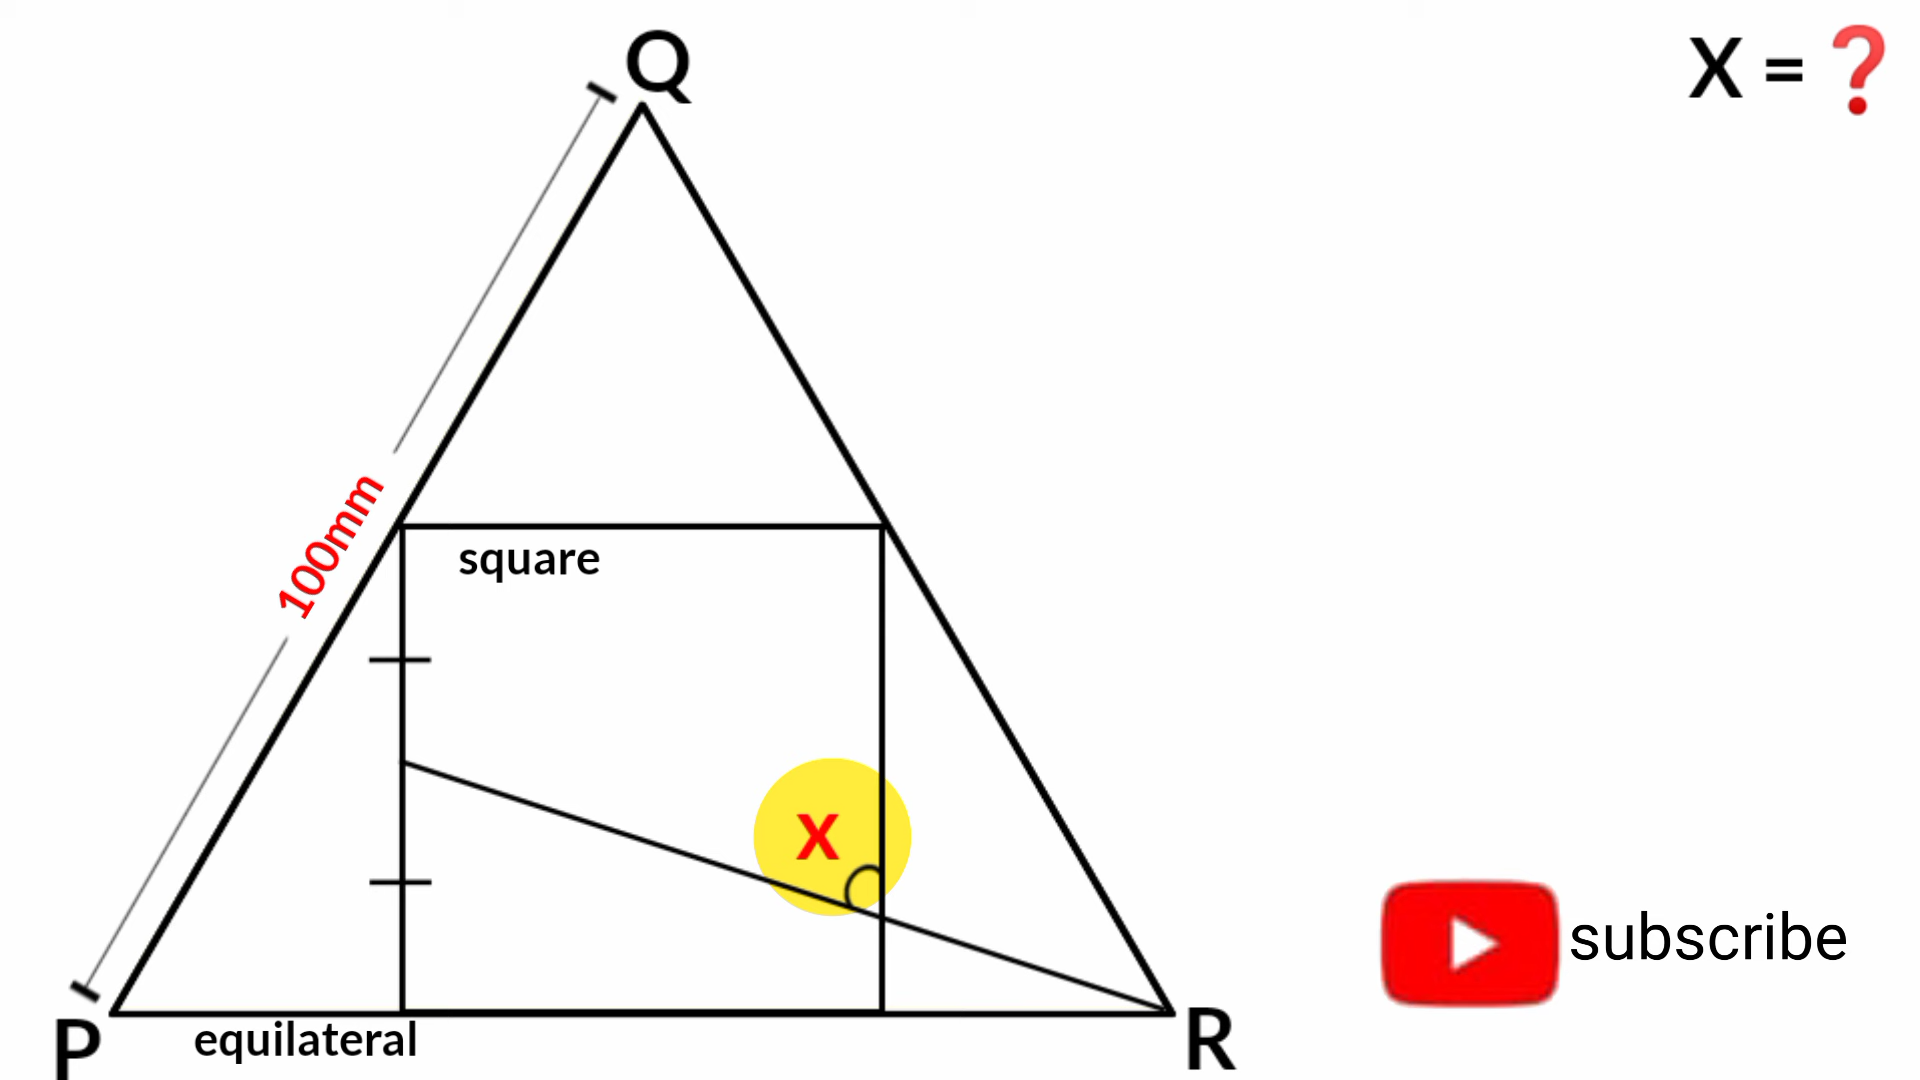 Q
X = ❓
100mm
square
X
subscribe
P
equilateral
R